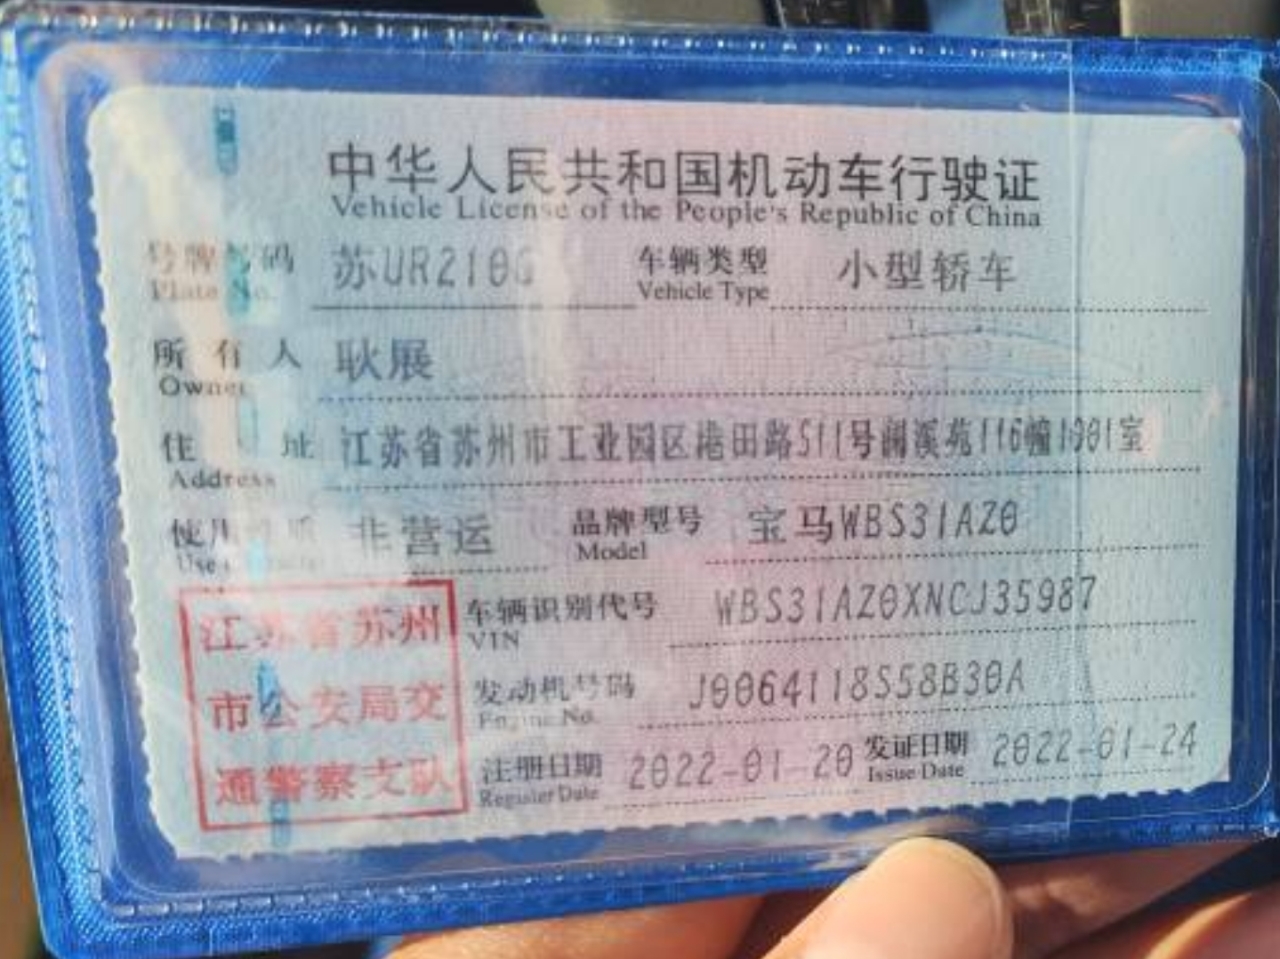 中华人民共和国机动车行驶证
Vehicle License of the People's Republic of China
号牌号码 苏UR210G 车辆类型 小型轿车
Plate No. Vehicle Type
所有人 耿展
Owner
住址 江苏省苏州市工业园区港田路511号澜溪苑116幢1001室
Address
使用性质 非营运 品牌型号 宝马WBS31AZ0
Use Model
江苏省苏州
市公安局交
通警察支队
车辆识别代号 WBS31AZ0XNCJ35987
VIN
发动机号码 J0064118S58B30A
Engine No.
注册日期 2022-01-20 发证日期 2022-01-24
Register Date Issue Date